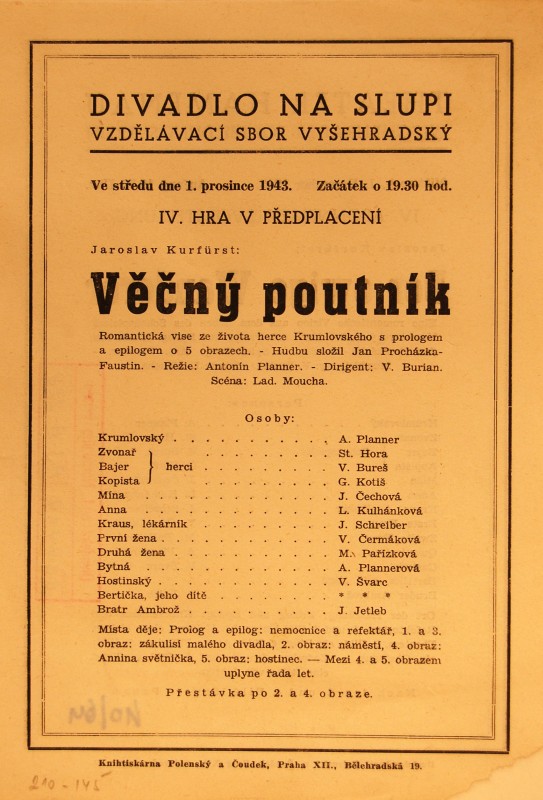 DIVADLO NA SLUPI
VZDĚLÁVACÍ SBOR VYŠEHRADSKÝ
Ve středu dne 1. prosince 1943. Začátek o 19.30 hod.
IV. HRA V PŘEDPLACENÍ
Jaroslav Kurfürst:
Věčný poutník
Romantická vise ze života herce Krumlovského s prologem
a epilogem o 5 obrazech. - Hudbu složil Jan Procházka-
Faustin. - Režie: Antonín Planner. - Dirigent: V. Burian.
Scéna: Lad. Moucha.
Osoby:
Krumlovský . . . . . . . . . . . A. Planner
Zvonař St. Hora
Bajer } herci . . . . . . . . . V. Bureš
Kopista G. Kotiš
Mína . . . . . . . . . . . . . J. Čechová
Anna . . . . . . . . . . . . . L. Kulhánková
Kraus, lékárník . . . . . . . . . J. Schreiber
První žena . . . . . . . . . . . . V. Čermáková
Druhá žena . . . . . . . . . . . M. Pařízková
Bytná . . . . . . . . . . . . . A. Plannerová
Hostinský . . . . . . . . . . . . V. Švarc
Bertička, jeho dítě . . . . . . . . * * *
Bratr Ambrož . . . . . . . . . . J. Jetleb
Místa děje: Prolog a epilog: nemocnice a refektář, 1. a 3.
obraz: zákulisí malého divadla, 2. obraz: náměstí, 4. obraz:
Annina světnička, 5. obraz: hostinec. — Mezi 4. a 5. obrazem
uplyne řada let.
Přestávka po 2. a 4. obraze.
Knihtiskárna Polenský a Čoudek, Praha XII., Bělehradská 19.
210 - 145